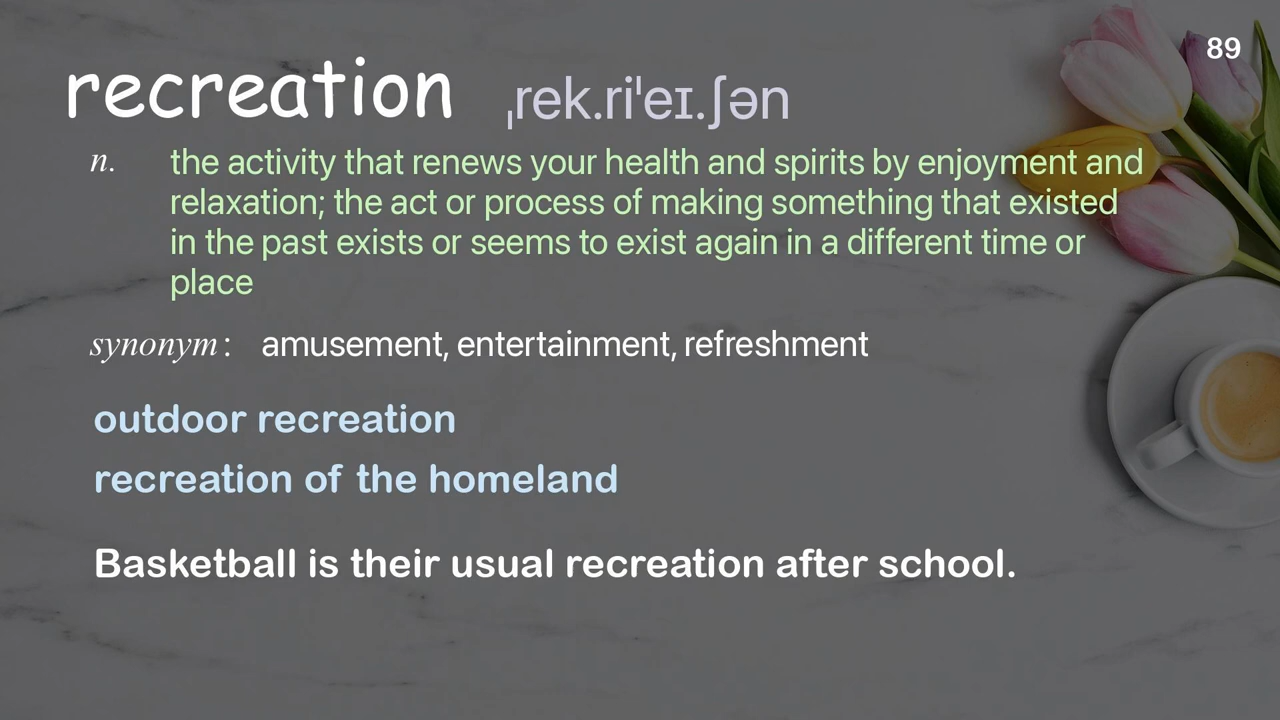 89
recreation ˌrek.riˈeɪ.ʃən
n. the activity that renews your health and spirits by enjoyment and
relaxation; the act or process of making something that existed
in the past exists or seems to exist again in a different time or
place
synonym: amusement, entertainment, refreshment
outdoor recreation
recreation of the homeland
Basketball is their usual recreation after school.